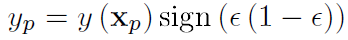 y_p = y (x_p) sign (ϵ (1 − ϵ))